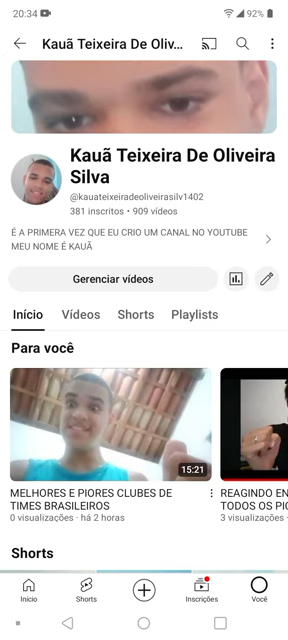 20:34
92%
Kauã Teixeira De Oliv...
Kauã Teixeira De Oliveira
Silva
@kauateixeiradeoliveirasilv1402
381 inscritos • 909 vídeos
É A PRIMERA VEZ QUE EU CRIO UM CANAL NO YOUTUBE
MEU NOME É KAUÃ
Gerenciar vídeos
Início Vídeos Shorts Playlists
Para você
15:21
MELHORES E PIORES CLUBES DE
TIMES BRASILEIROS
0 visualizações · há 2 horas
REAGINDO EN
TODOS OS PIO
3 visualizações ·
Shorts
Início Shorts Inscrições Você